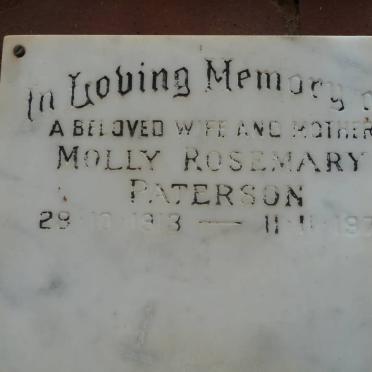 In Loving Memory
A BELOVED WIFE AND MOTHER
MOLLY ROSEMARY
PATERSON
29·10·1913 — 11·11·197